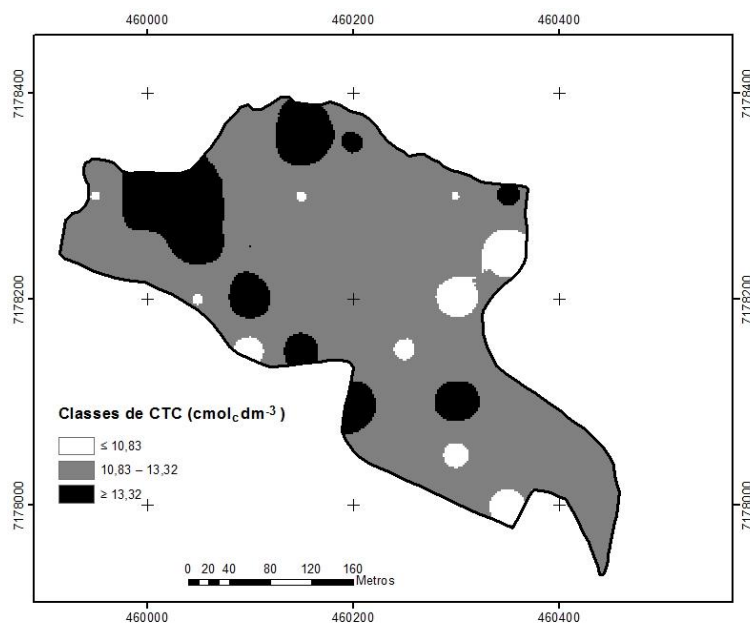 460000 460200 460400
7178400 7178400
7178200 7178200
Classes de CTC (cmolcdm-3)
≤ 10,83
10,83 – 13,32
≥ 13,32
7178000 7178000
0 20 40 80 120 160
Metros
460000 460200 460400